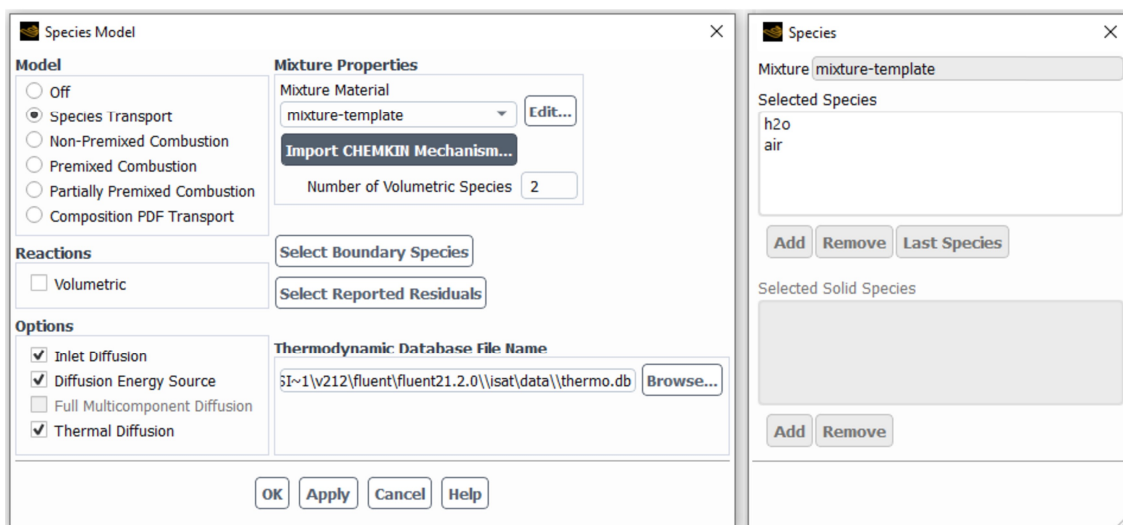 Species Model
Model
Off
Species Transport
Non-Premixed Combustion
Premixed Combustion
Partially Premixed Combustion
Composition PDF Transport
Reactions
Volumetric
Options
Inlet Diffusion
Diffusion Energy Source
Full Multicomponent Diffusion
Thermal Diffusion
Mixture Properties
Mixture Material
mixture-template
Edit...
Import CHEMKIN Mechanism...
Number of Volumetric Species 2
Select Boundary Species
Select Reported Residuals
Thermodynamic Database File Name
SI~1\v212\fluent\fluent21.2.0\\isat\data\\thermo.db Browse...
OK Apply Cancel Help
Species
Mixture mixture-template
Selected Species
h2o
air
Add Remove Last Species
Selected Solid Species
Add Remove